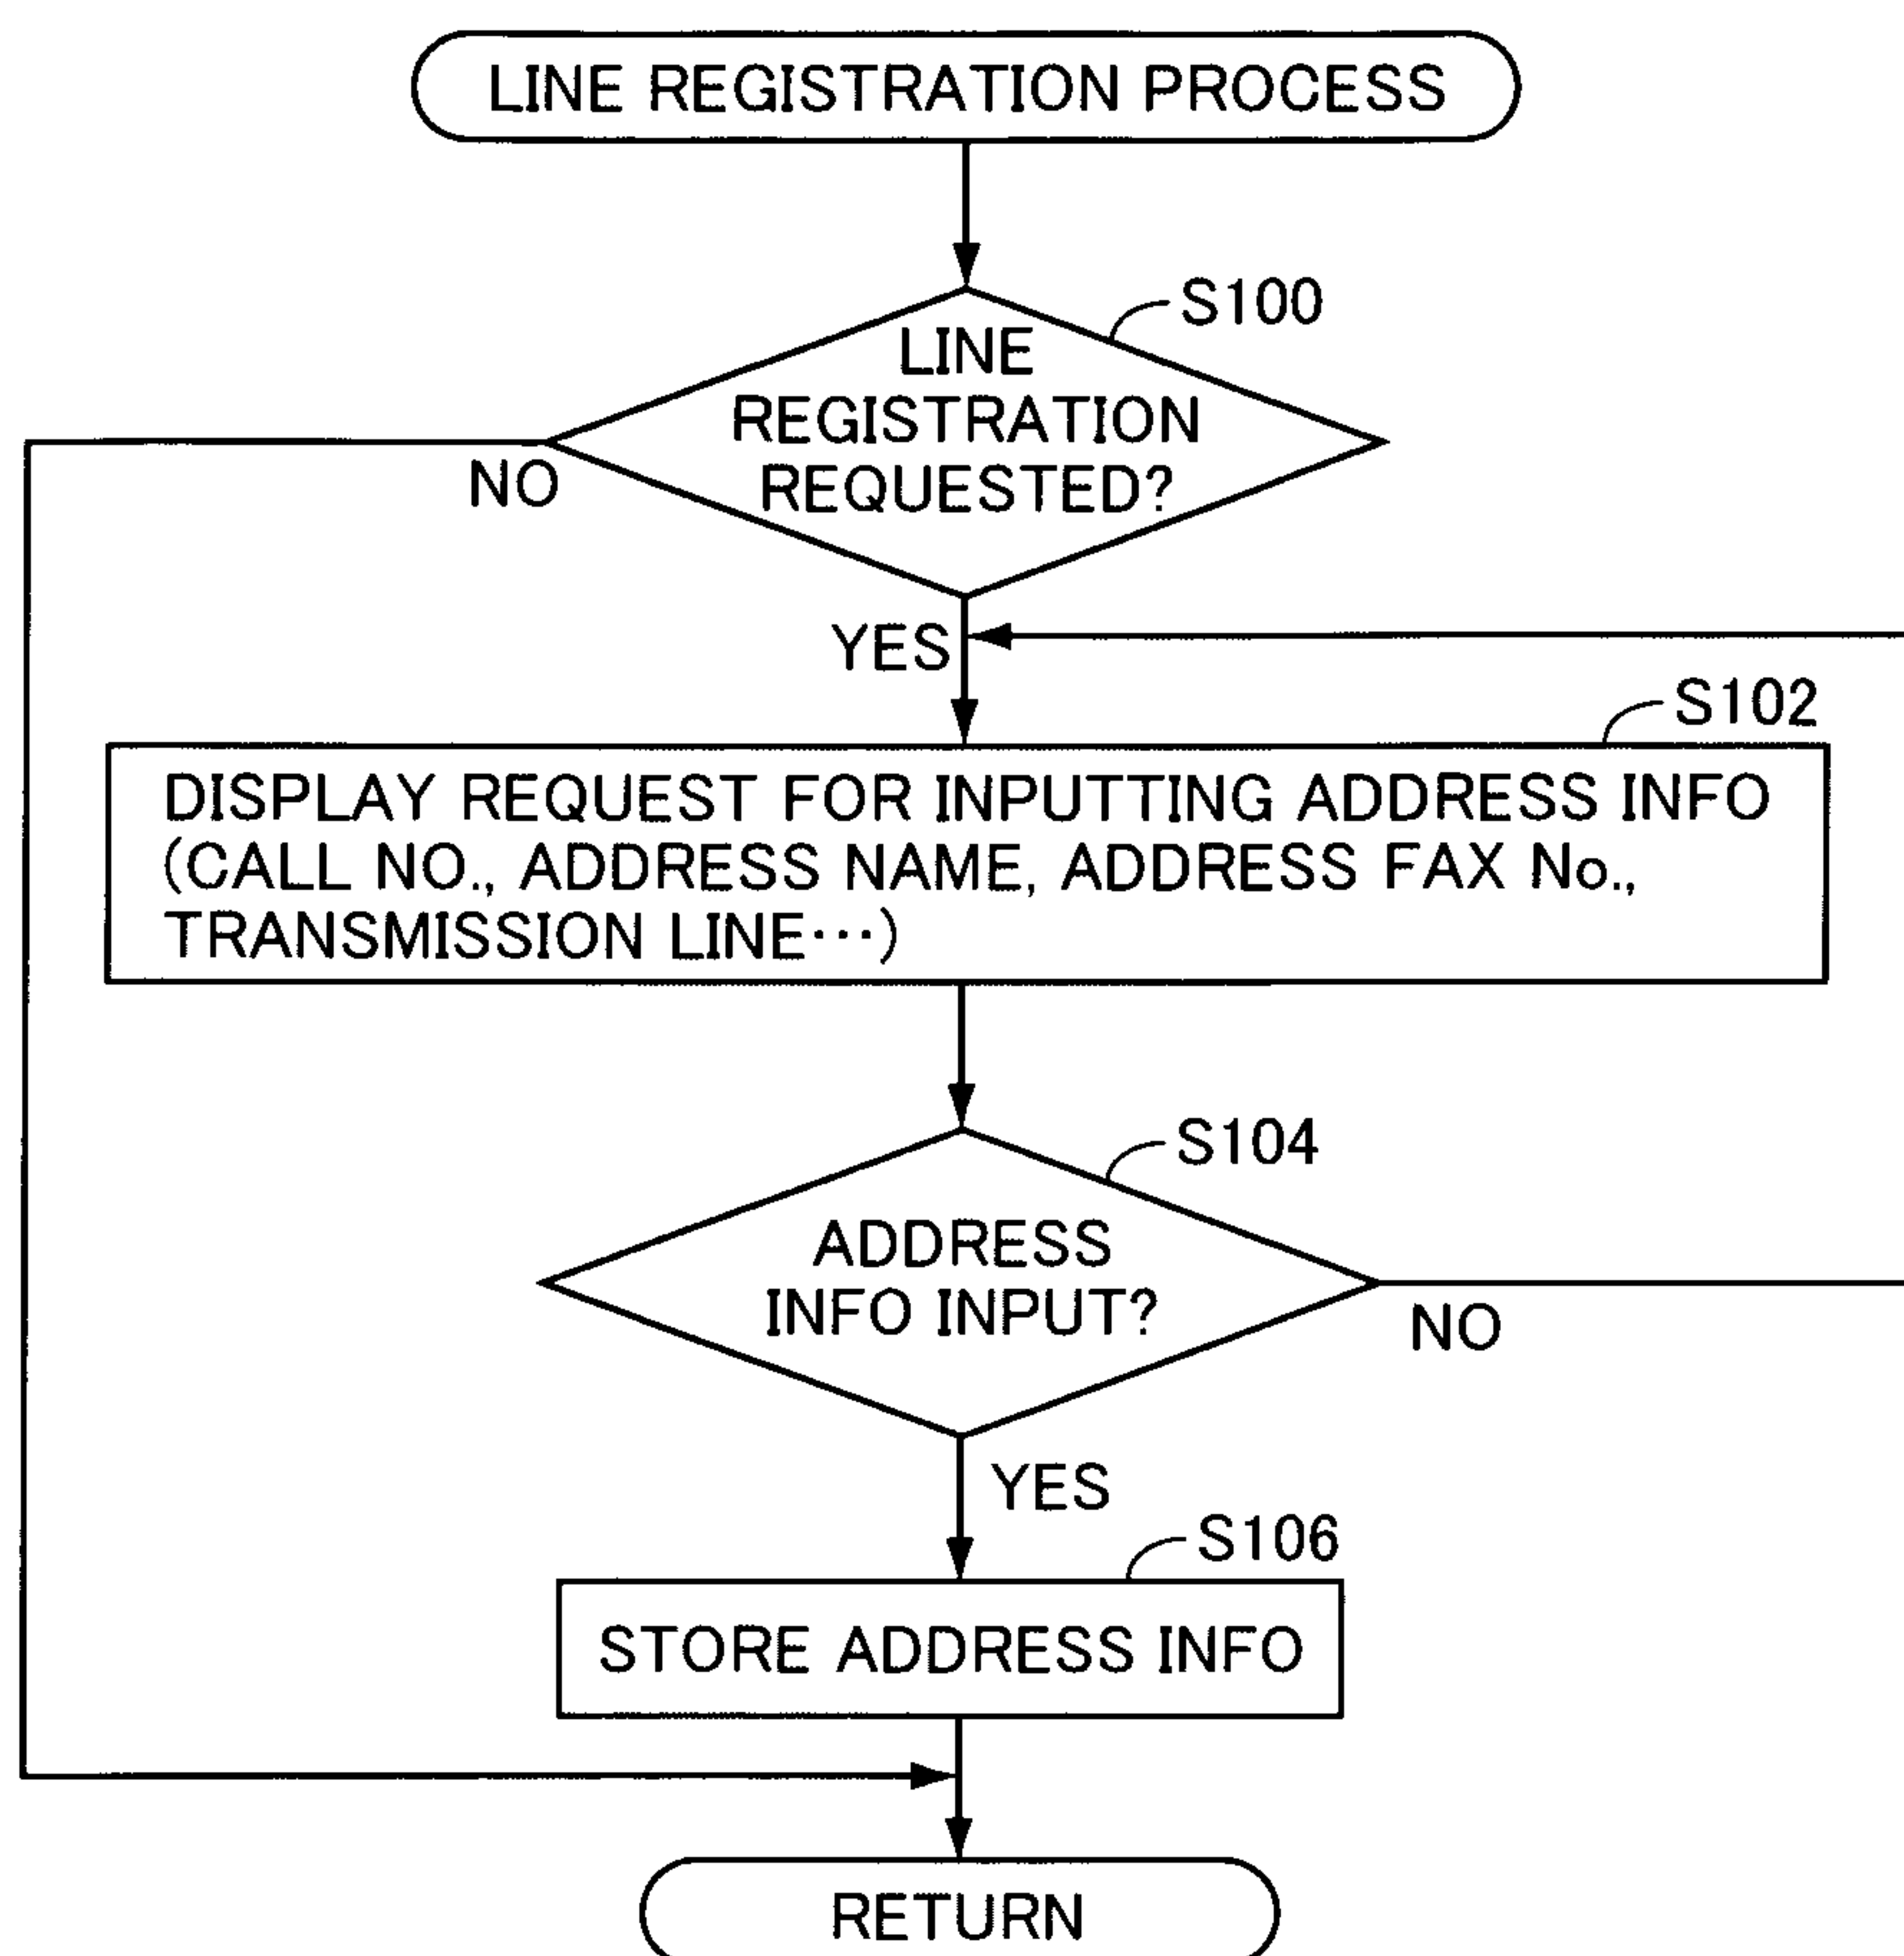 LINE REGISTRATION PROCESS
S100
LINE
REGISTRATION
REQUESTED?
NO
YES
S102
DISPLAY REQUEST FOR INPUTTING ADDRESS INFO
(CALL NO., ADDRESS NAME, ADDRESS FAX No.,
TRANSMISSION LINE···)
S104
ADDRESS
INFO INPUT?
NO
YES
S106
STORE ADDRESS INFO
RETURN